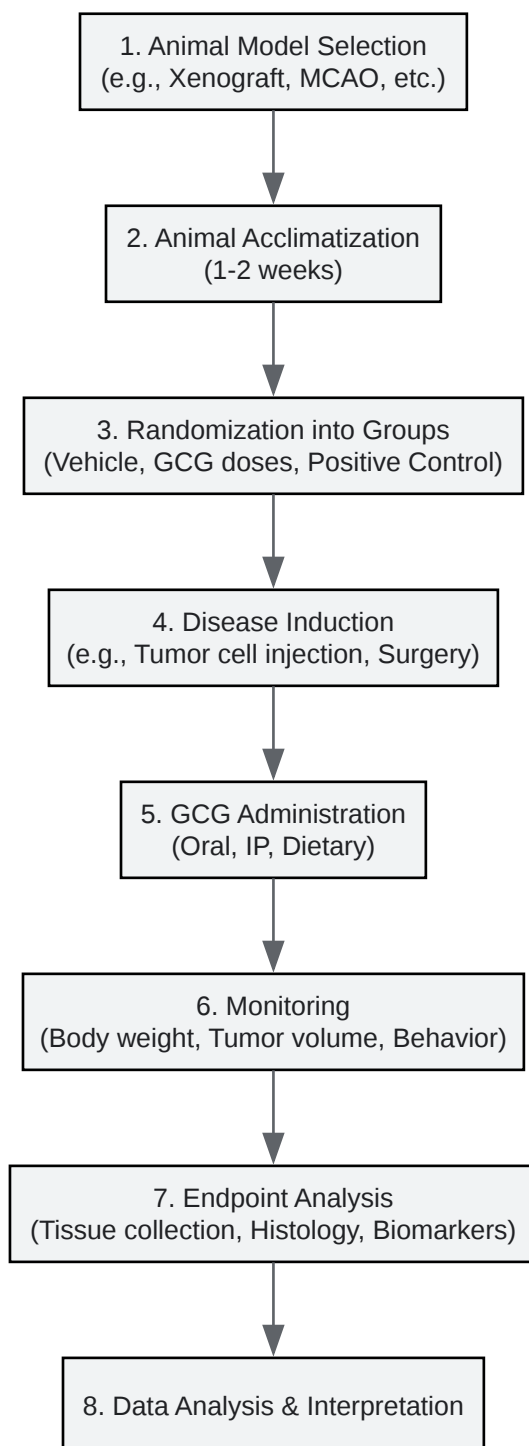 1. Animal Model Selection
(e.g., Xenograft, MCAO, etc.)
2. Animal Acclimatization
(1-2 weeks)
3. Randomization into Groups
(Vehicle, GCG doses, Positive Control)
4. Disease Induction
(e.g., Tumor cell injection, Surgery)
5. GCG Administration
(Oral, IP, Dietary)
6. Monitoring
(Body weight, Tumor volume, Behavior)
7. Endpoint Analysis
(Tissue collection, Histology, Biomarkers)
8. Data Analysis & Interpretation